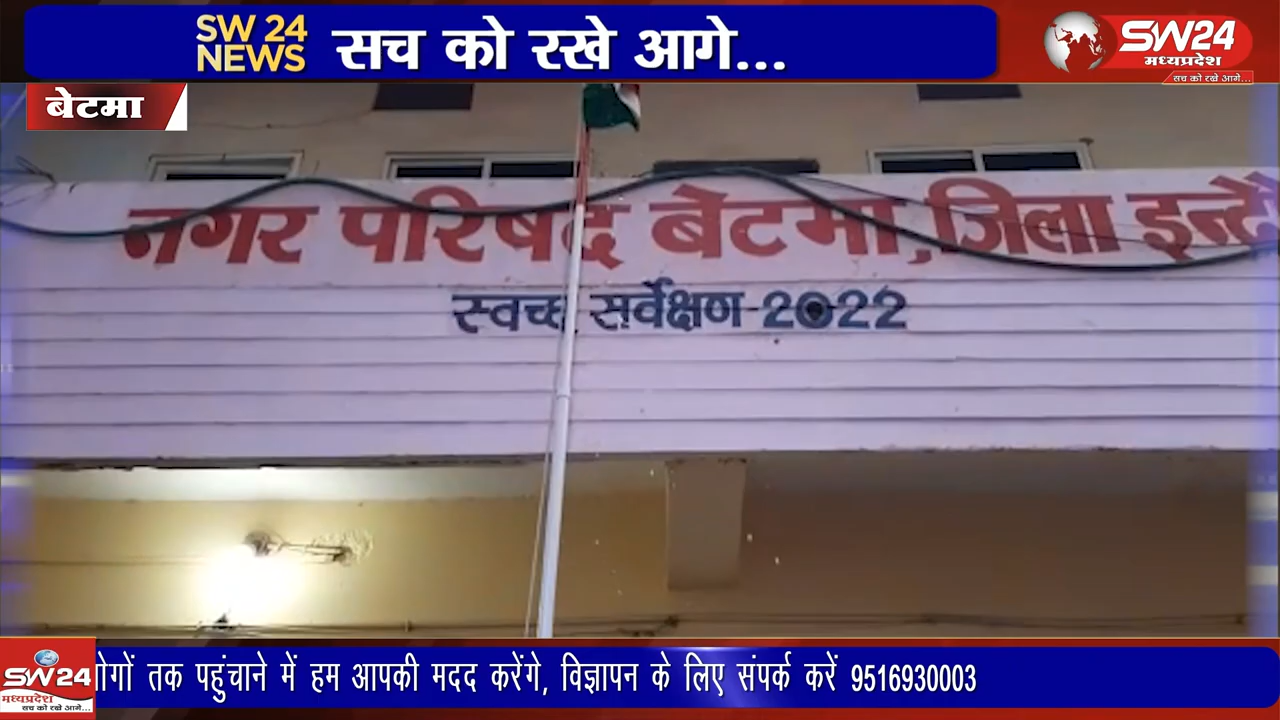 SW 24
NEWS
सच को रखे आगे...
SW24
मध्यप्रदेश
सच को रखे आगे...
बेटमा
नगर परिषद बेटमा, जिला
स्वच्छ सर्वेक्षण 2022
SW24
मध्यप्रदेश
सच को रखे आगे...
तक पहुंचाने में हम आपकी मदद करेंगे, विज्ञापन के लिए संपर्क करें 9516930003